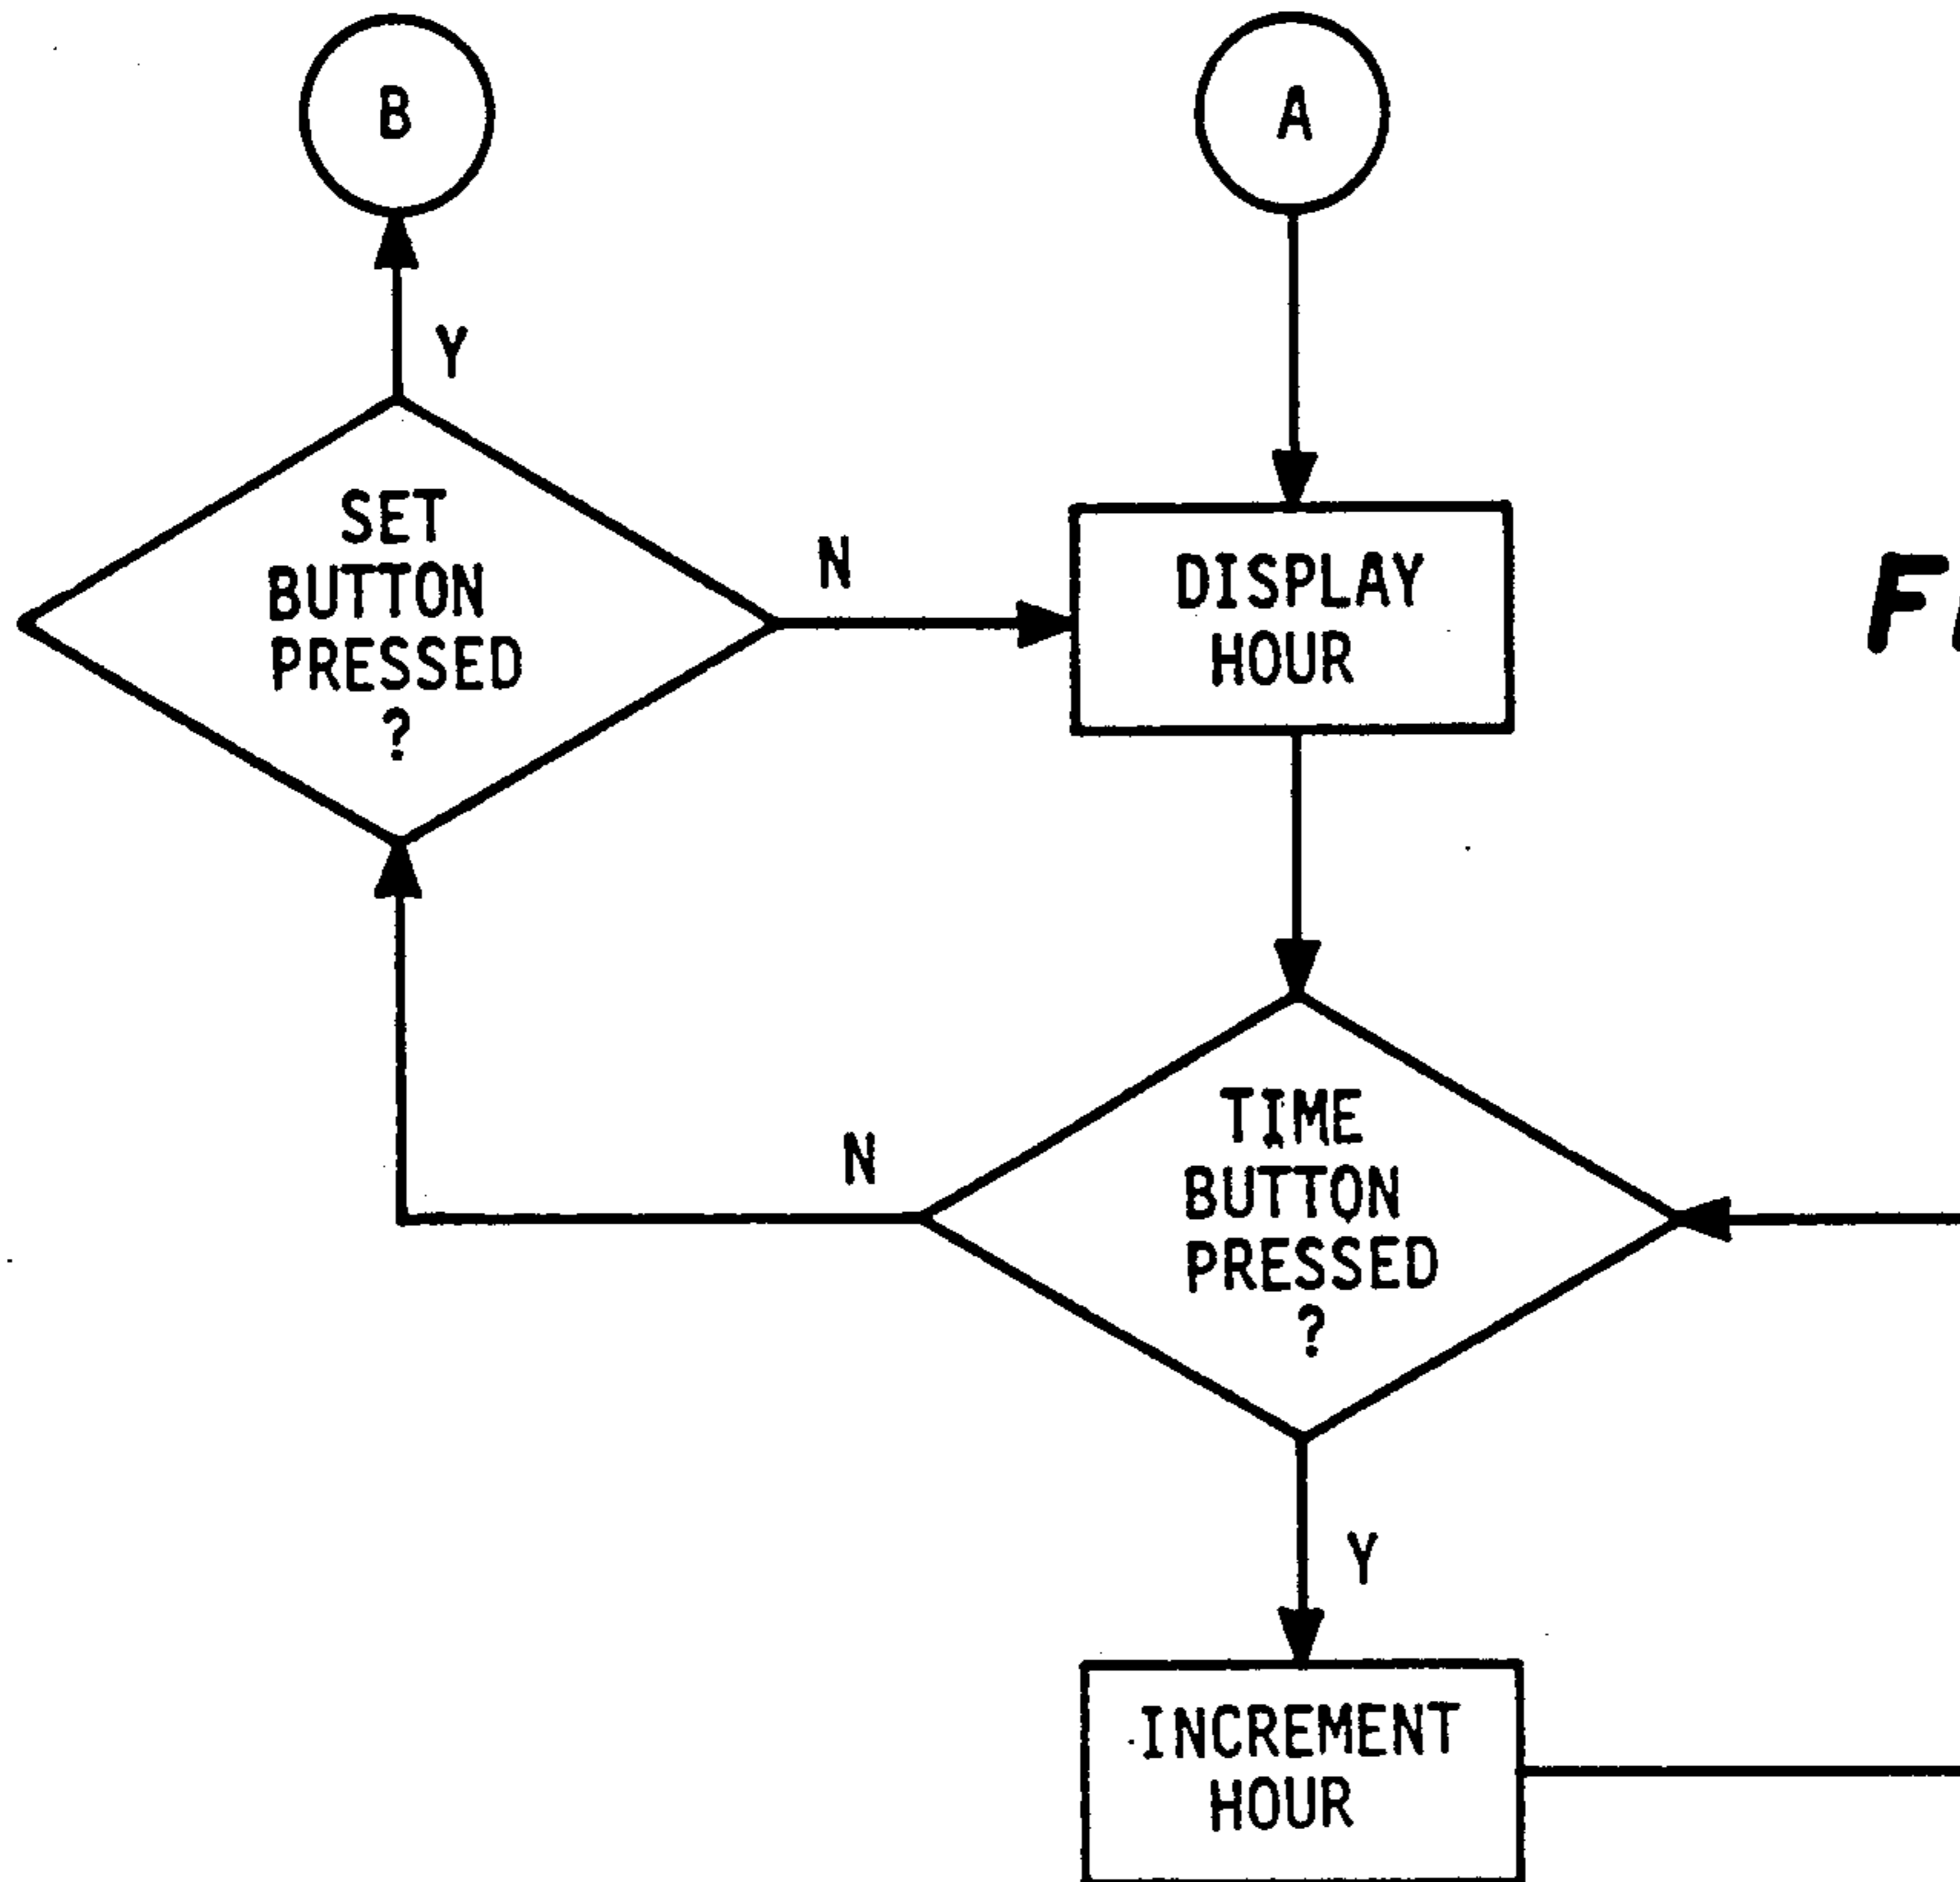 B
A
Y
SET
BUTTON
PRESSED
?
N
DISPLAY
HOUR
N
TIME
BUTTON
PRESSED
?
Y
INCREMENT
HOUR